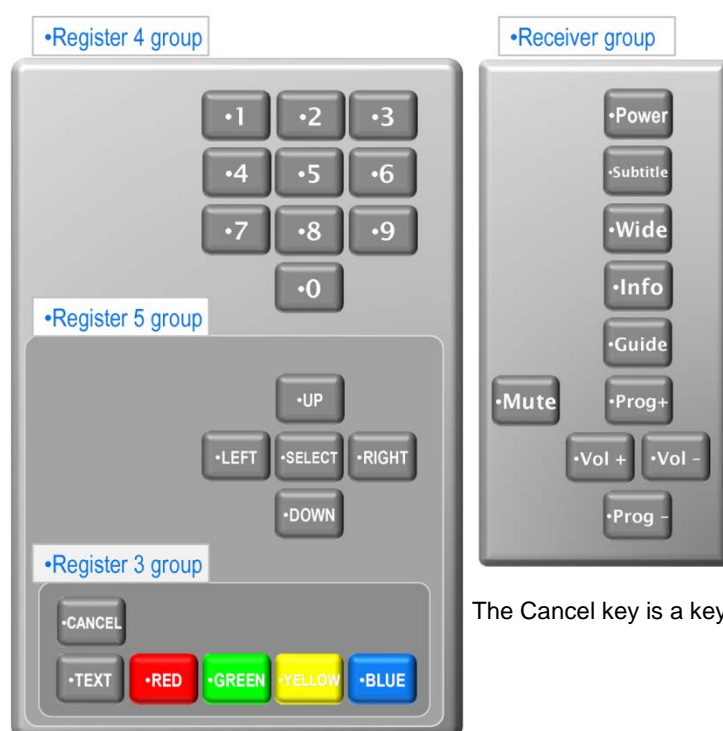 •Register 4 group
•1 •2 •3
•4 •5 •6
•7 •8 •9
•0
•Register 5 group
•UP
•LEFT •SELECT •RIGHT
•DOWN
•Register 3 group
•CANCEL
•TEXT •RED •GREEN •YELLOW •BLUE
•Receiver group
•Power
•Subtitle
•Wide
•Info
•Guide
•Mute •Prog+
•Vol + •Vol -
•Prog -
The Cancel key is a key